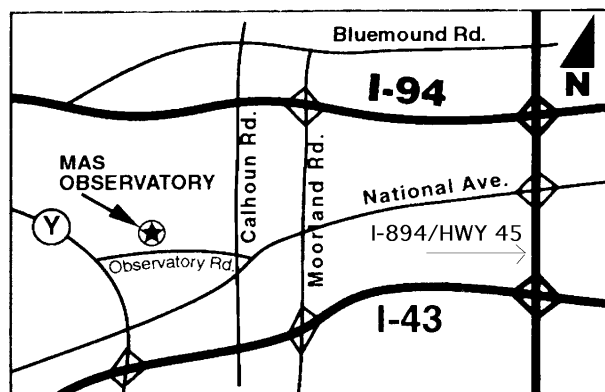 Bluemound Rd.
N
I-94
MAS
OBSERVATORY
Calhoun Rd.
Moorland Rd.
National Ave.
Y
I-894/HWY 45
Observatory Rd.
I-43